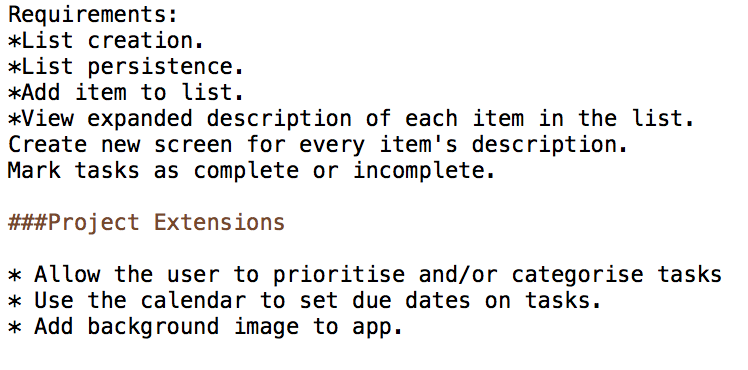 Requirements:
*List creation.
*List persistence.
*Add item to list.
*View expanded description of each item in the list.
Create new screen for every item's description.
Mark tasks as complete or incomplete.
###Project Extensions
* Allow the user to prioritise and/or categorise tasks
* Use the calendar to set due dates on tasks.
* Add background image to app.